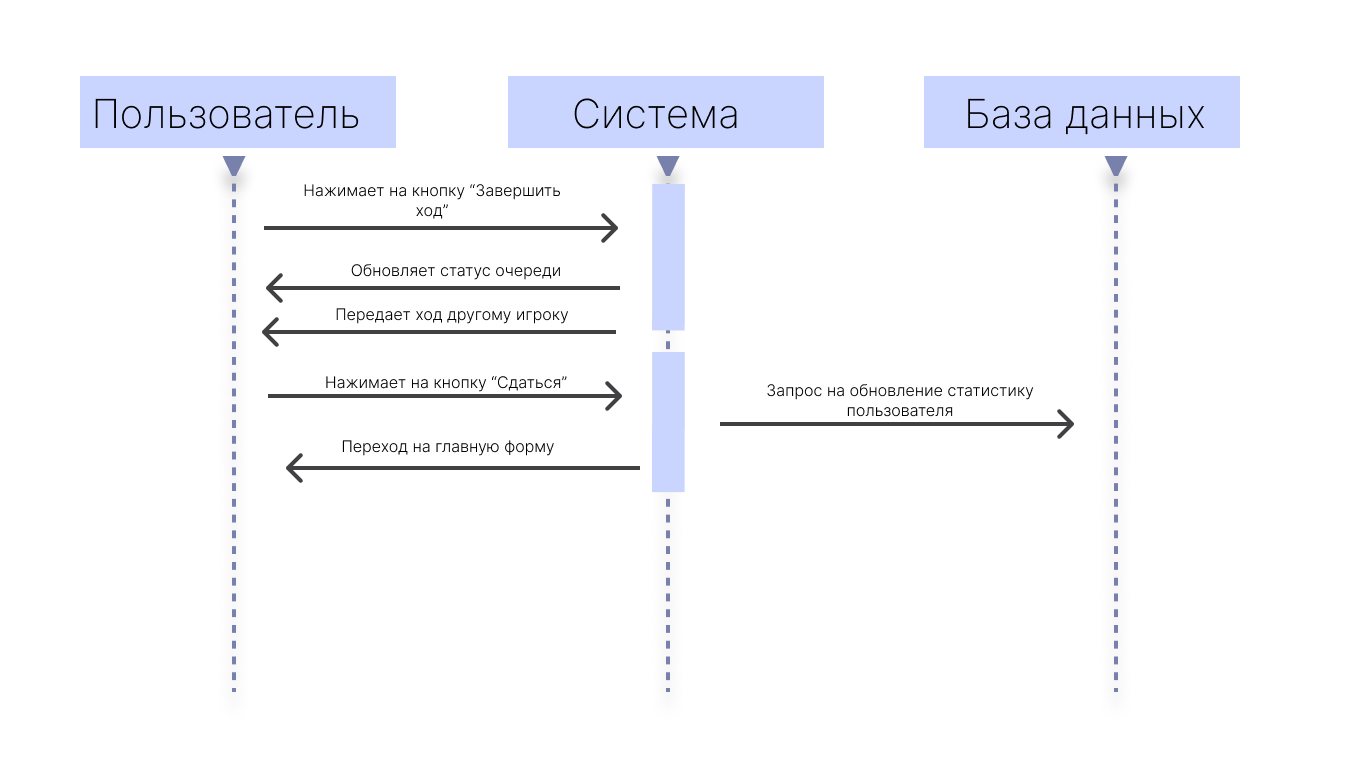 Пользователь
Система
База данных
Нажимает на кнопку “Завершить
ход”
Обновляет статус очереди
Передает ход другому игроку
Нажимает на кнопку “Сдаться”
Запрос на обновление статистику
пользователя
Переход на главную форму